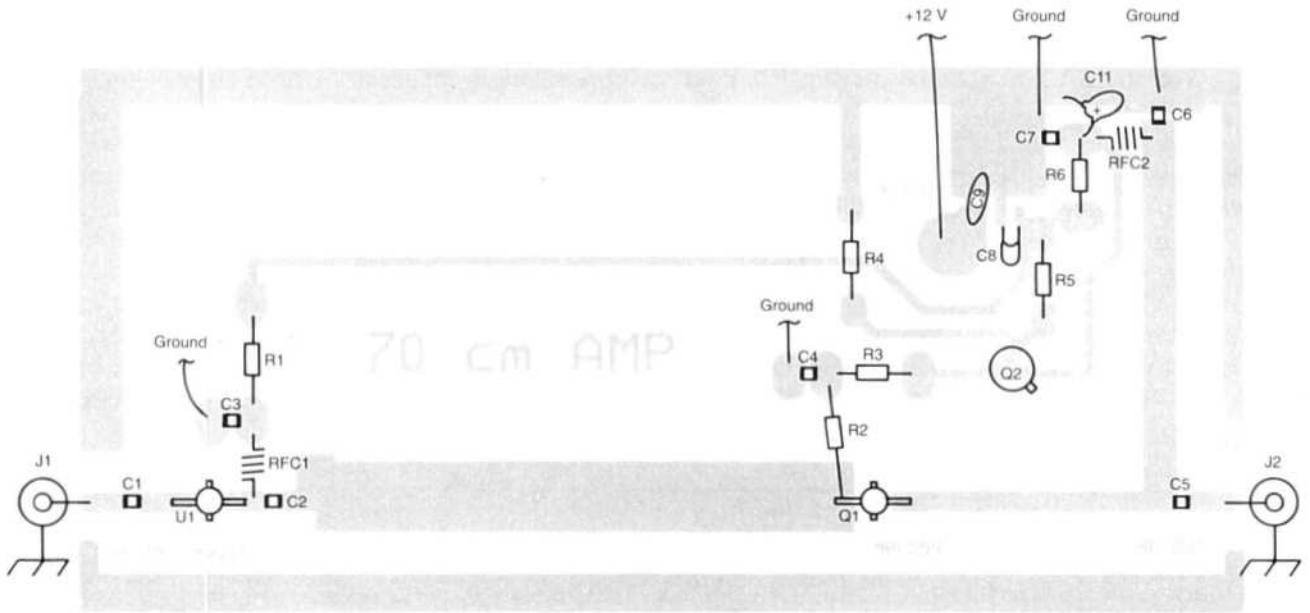 +12 V
Ground
Ground
C11
C6
C7
RFC2
R6
C9
R4
C8
R5
Ground
Ground
70 cm AMP
R1
C4
R3
Q2
C3
R2
J1
RFC1
J2
C1
C5
C2
U1
Q1
+